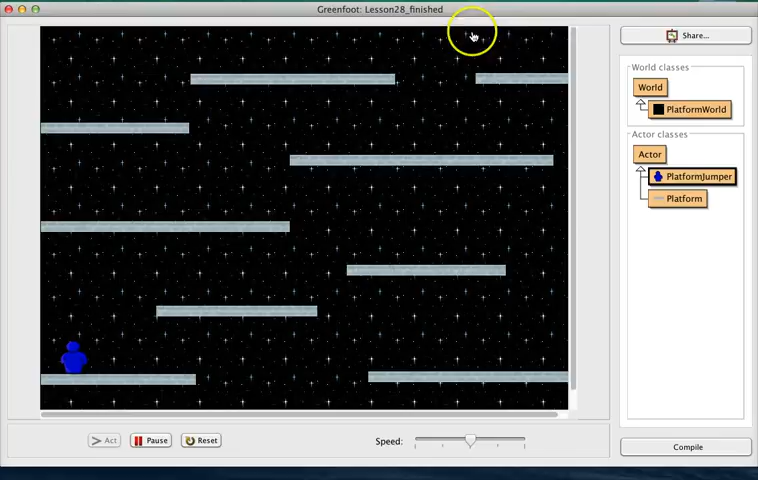 Greenfoot: Lesson28_finished
Share...
World classes
World
PlatformWorld
Actor classes
Actor
PlatformJumper
Platform
Act
Pause
Reset
Speed:
Compile